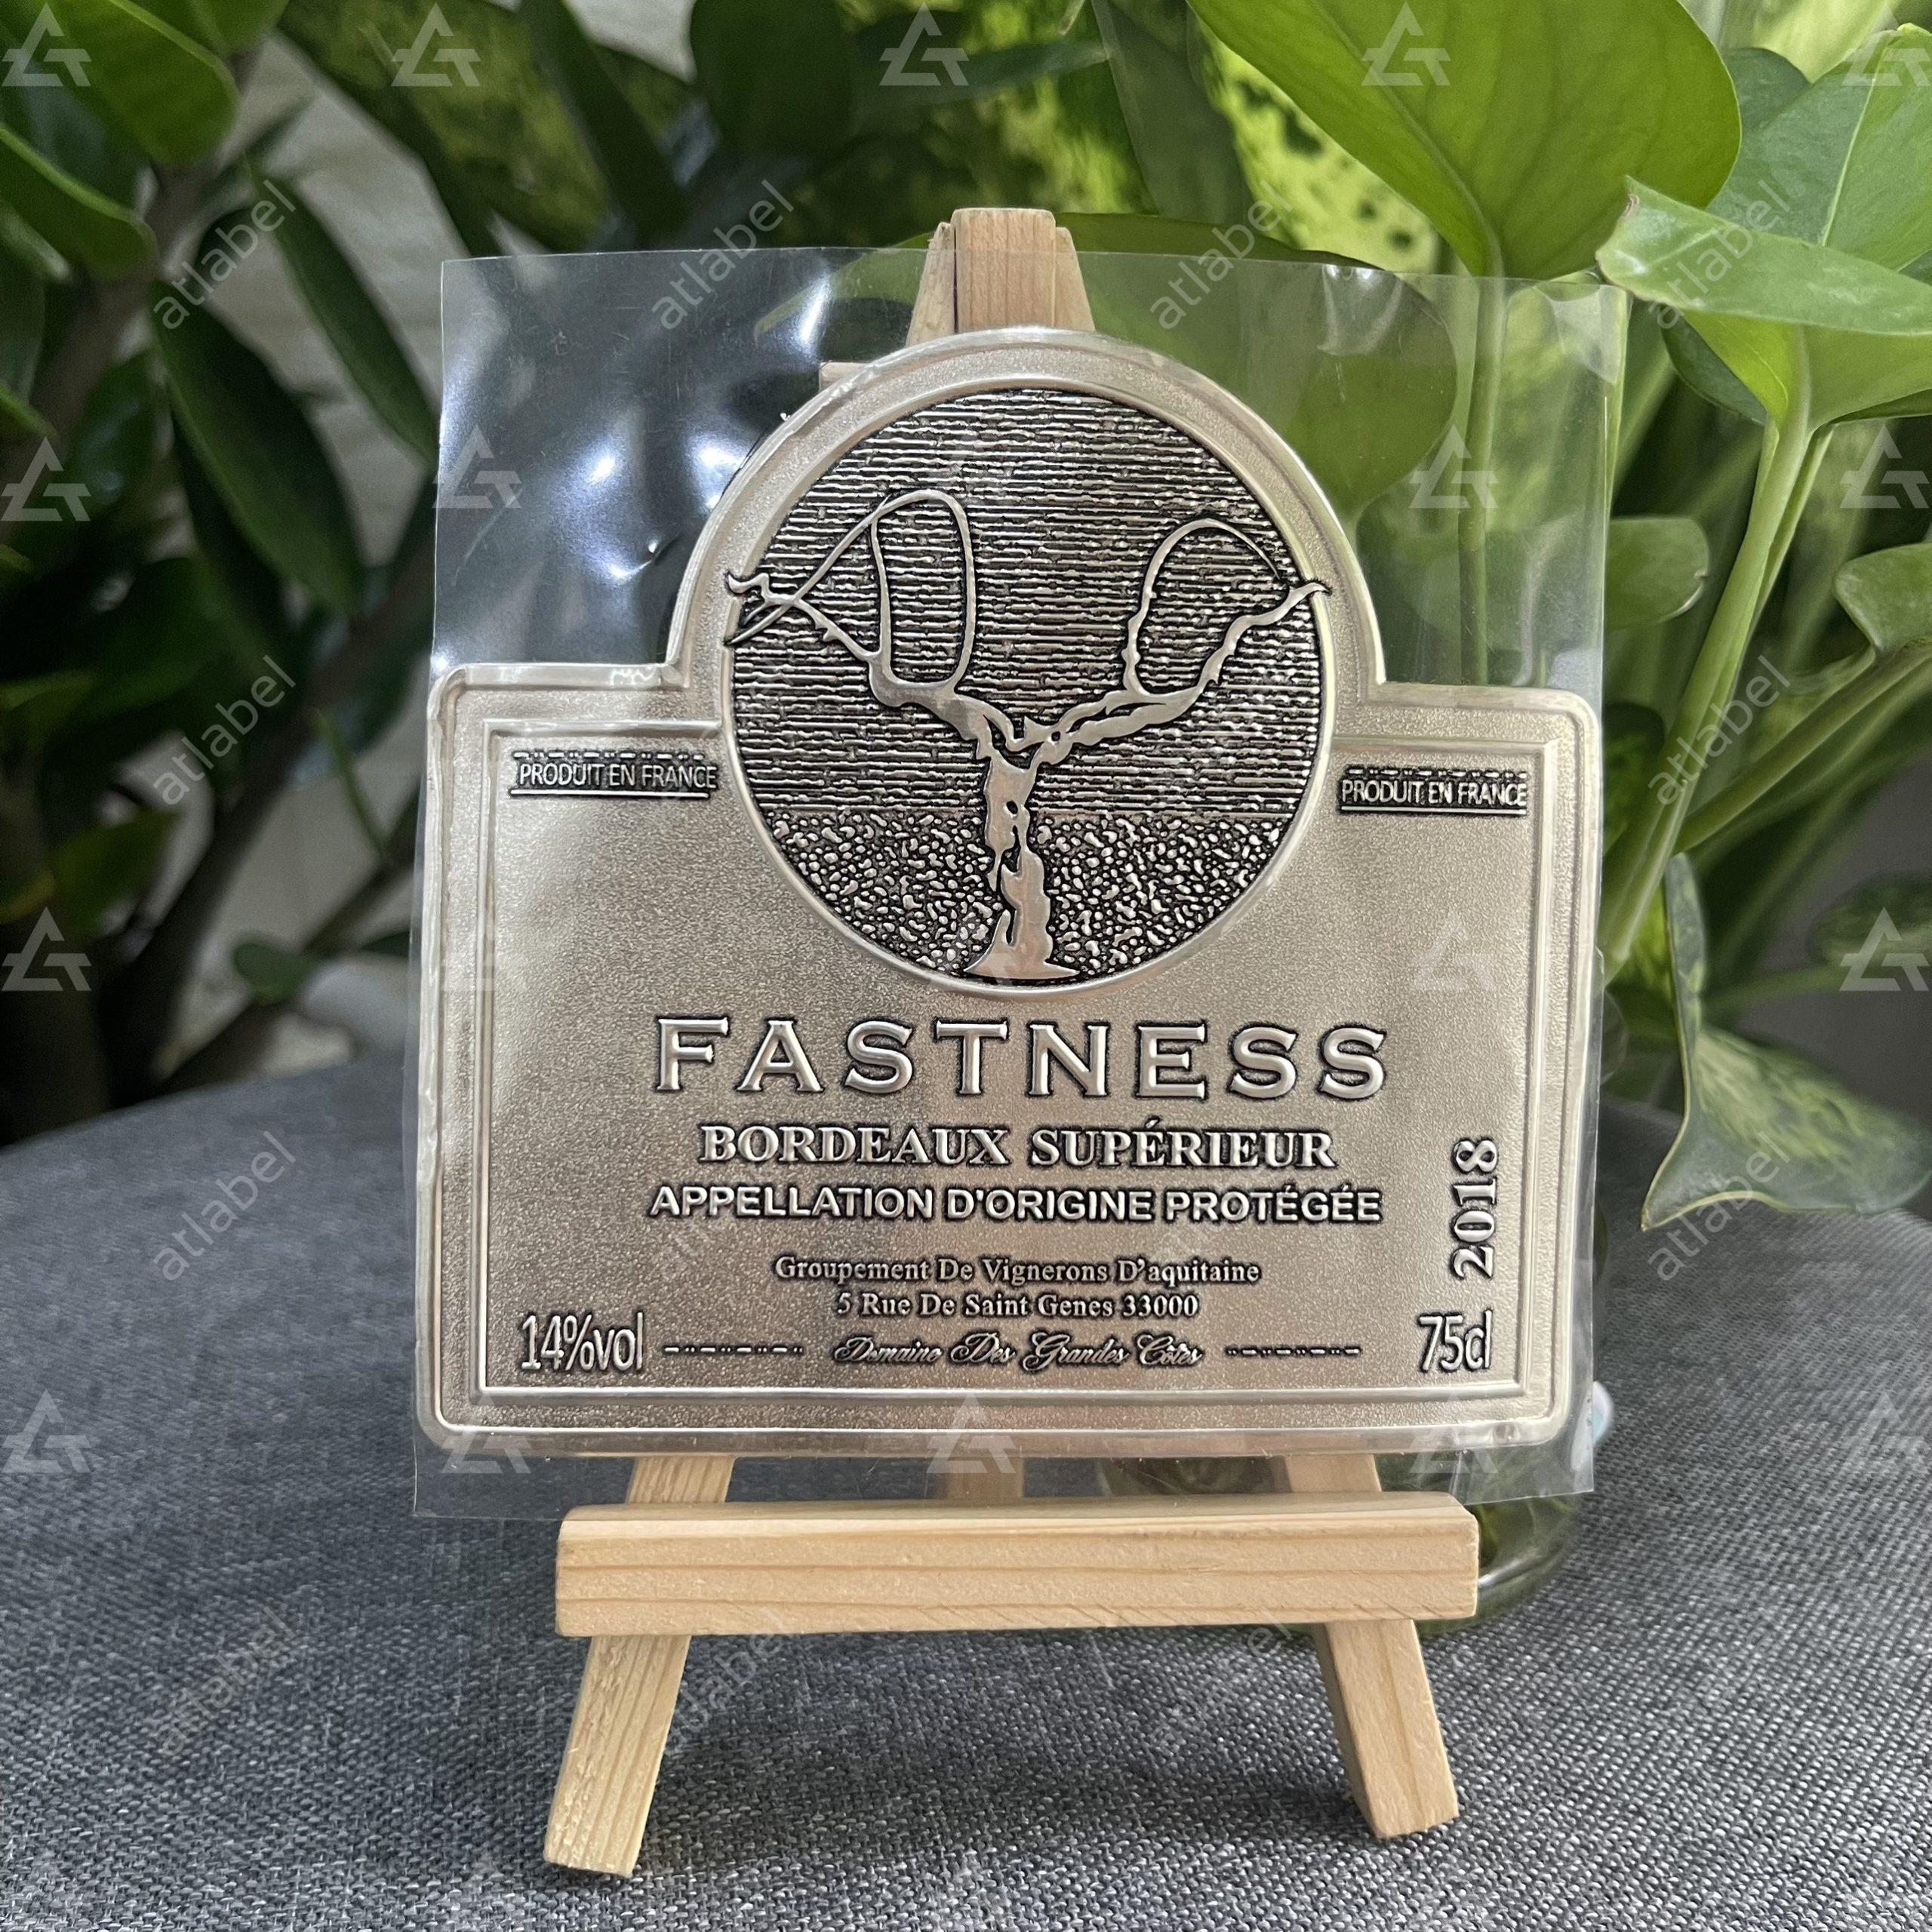 PRODUIT EN FRANCE
PRODUIT EN FRANCE
FASTNESS
BORDEAUX SUPÉRIEUR
APPELLATION D'ORIGINE PROTÉGÉE
2018
Groupement De Vignerons D'aquitaine
5 Rue De Saint Genes 33000
14%vol
Domaine Des Grandes Côtes
75cl
atlabel